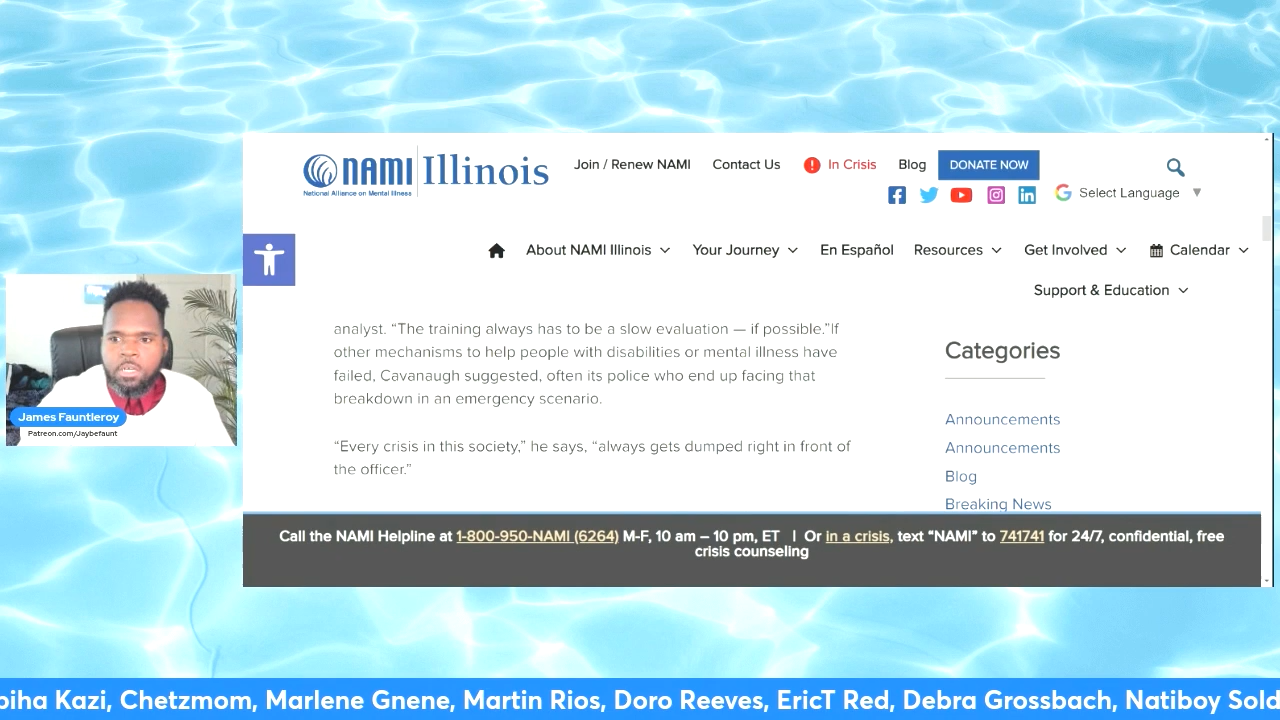 NAMI Illinois
National Alliance on Mental Illness
Join / Renew NAMI
Contact Us
In Crisis
Blog
DONATE NOW
Select Language
About NAMI Illinois
Your Journey
En Español
Resources
Get Involved
Calendar
Support & Education
analyst. “The training always has to be a slow evaluation — if possible.”If
other mechanisms to help people with disabilities or mental illness have
failed, Cavanaugh suggested, often its police who end up facing that
breakdown in an emergency scenario.
“Every crisis in this society,” he says, “always gets dumped right in front of
the officer.”
Categories
Announcements
Announcements
Blog
Breaking News
Call the NAMI Helpline at 1-800-950-NAMI (6264) M-F, 10 am – 10 pm, ET | Or in a crisis, text “NAMI” to 741741 for 24/7, confidential, free
crisis counseling
James Fauntleroy
Patreon.com/Jaybefaunt
Kazi, Chetzmom, Marlene Gnene, Martin Rios, Doro Reeves, EricT Red, Debra Grossbach, Natiboy